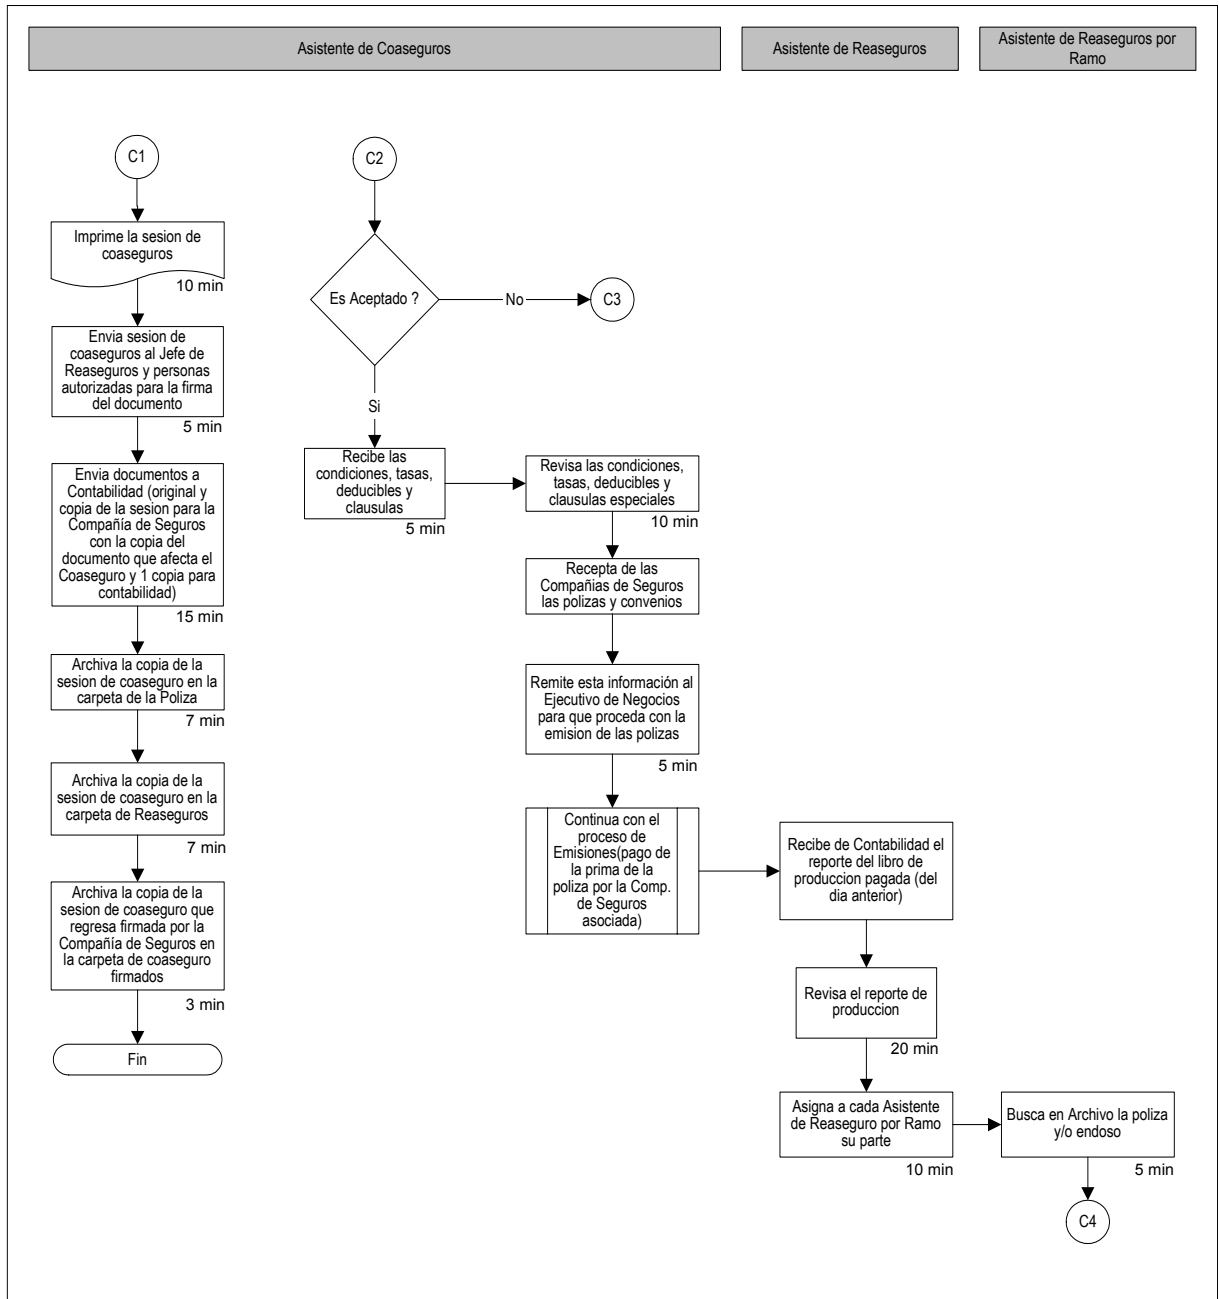 Asistente de Coaseguros
Asistente de Reaseguros
Asistente de Reaseguros por
Ramo
C1
Imprime la sesion de
coaseguros
10 min
Envia sesion de
coaseguros al Jefe de
Reaseguros y personas
autorizadas para la firma
del documento
5 min
Envia documentos a
Contabilidad (original y
copia de la sesion para la
Compañía de Seguros
con la copia del
documento que afecta el
Coaseguro y 1 copia para
contabilidad)
15 min
Archiva la copia de la
sesion de coaseguro en la
carpeta de la Poliza
7 min
Archiva la copia de la
sesion de coaseguro en la
carpeta de Reaseguros
7 min
Archiva la copia de la
sesion de coaseguro que
regresa firmada por la
Compañía de Seguros en
la carpeta de coaseguro
firmados
3 min
Fin
C2
Es Aceptado ?
No
C3
Si
Recibe las
condiciones, tasas,
deducibles y
clausulas
5 min
Revisa las condiciones,
tasas, deducibles y
clausulas especiales
10 min
Recepta de las
Compañias de Seguros
las polizas y convenios
Remite esta información al
Ejecutivo de Negocios
para que proceda con la
emision de las polizas
5 min
Continua con el
proceso de
Emisiones(pago de
la prima de la
poliza por la Comp.
de Seguros
asociada)
Recibe de Contabilidad el
reporte del libro de
produccion pagada (del
dia anterior)
Revisa el reporte de
produccion
20 min
Asigna a cada Asistente
de Reaseguro por Ramo
su parte
10 min
Busca en Archivo la poliza
y/o endoso
5 min
C4